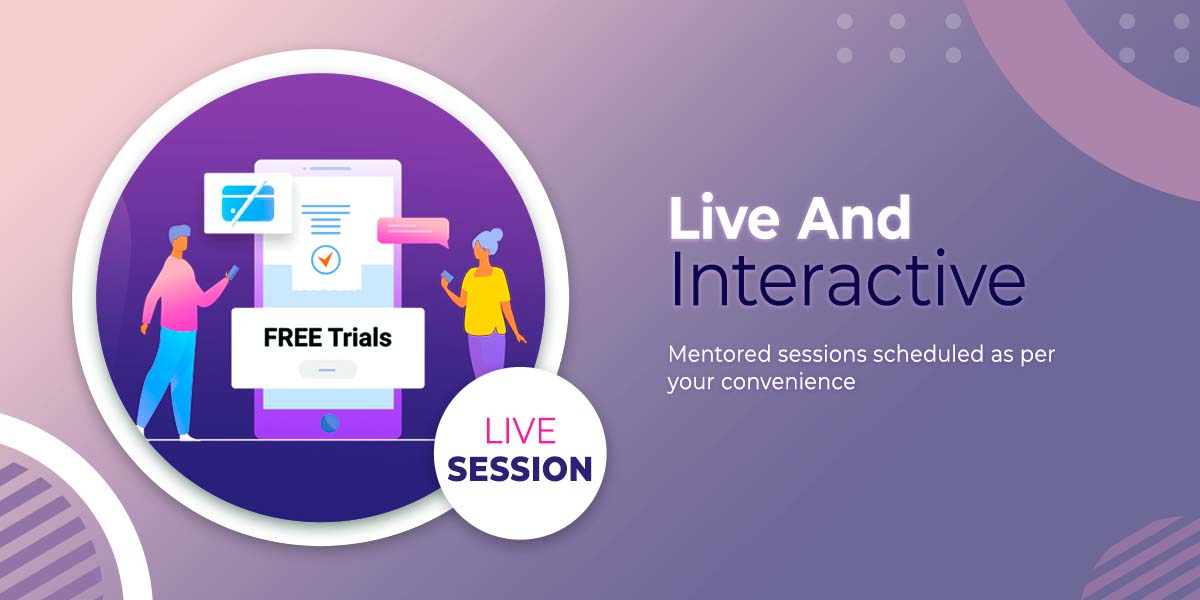 FREE Trials
LIVE
SESSION
Live And
Interactive
Mentored sessions scheduled as per
your convenience